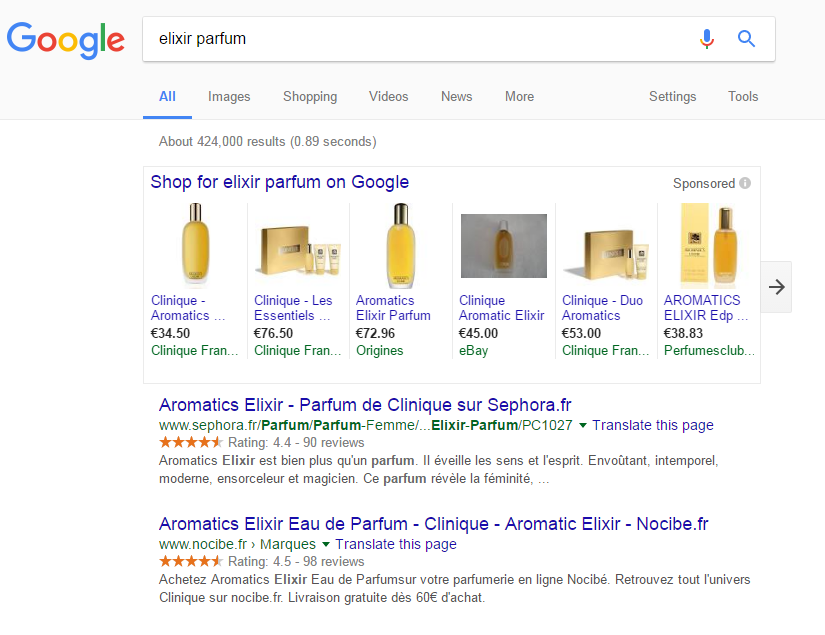 Google
elixir parfum
All Images Shopping Videos News More Settings Tools
About 424,000 results (0.89 seconds)
Shop for elixir parfum on Google
Sponsored
Clinique -
Aromatics ...
€34.50
Clinique Fran...
Clinique - Les
Essentiels ...
€76.50
Clinique Fran...
Aromatics
Elixir Parfum
€72.96
Origines
Clinique
Aromatic Elixir
€45.00
eBay
Clinique - Duo
Aromatics
€53.00
Clinique Fran...
AROMATICS
ELIXIR Edp ...
€38.83
Perfumesclub...
Aromatics Elixir - Parfum de Clinique sur Sephora.fr
www.sephora.fr/Parfum/Parfum-Femme/...Elixir-Parfum/PC1027 Translate this page
Rating: 4.4 - 90 reviews
Aromatics Elixir est bien plus qu'un parfum. Il éveille les sens et l'esprit. Envoûtant, intemporel,
moderne, ensorceleur et magicien. Ce parfum révèle la féminité, ...
Aromatics Elixir Eau de Parfum - Clinique - Aromatic Elixir - Nocibe.fr
www.nocibe.fr › Marques Translate this page
Rating: 4.5 - 98 reviews
Achetez Aromatics Elixir Eau de Parfumsur votre parfumerie en ligne Nocibé. Retrouvez tout l'univers
Clinique sur nocibe.fr. Livraison gratuite dès 60€ d'achat.